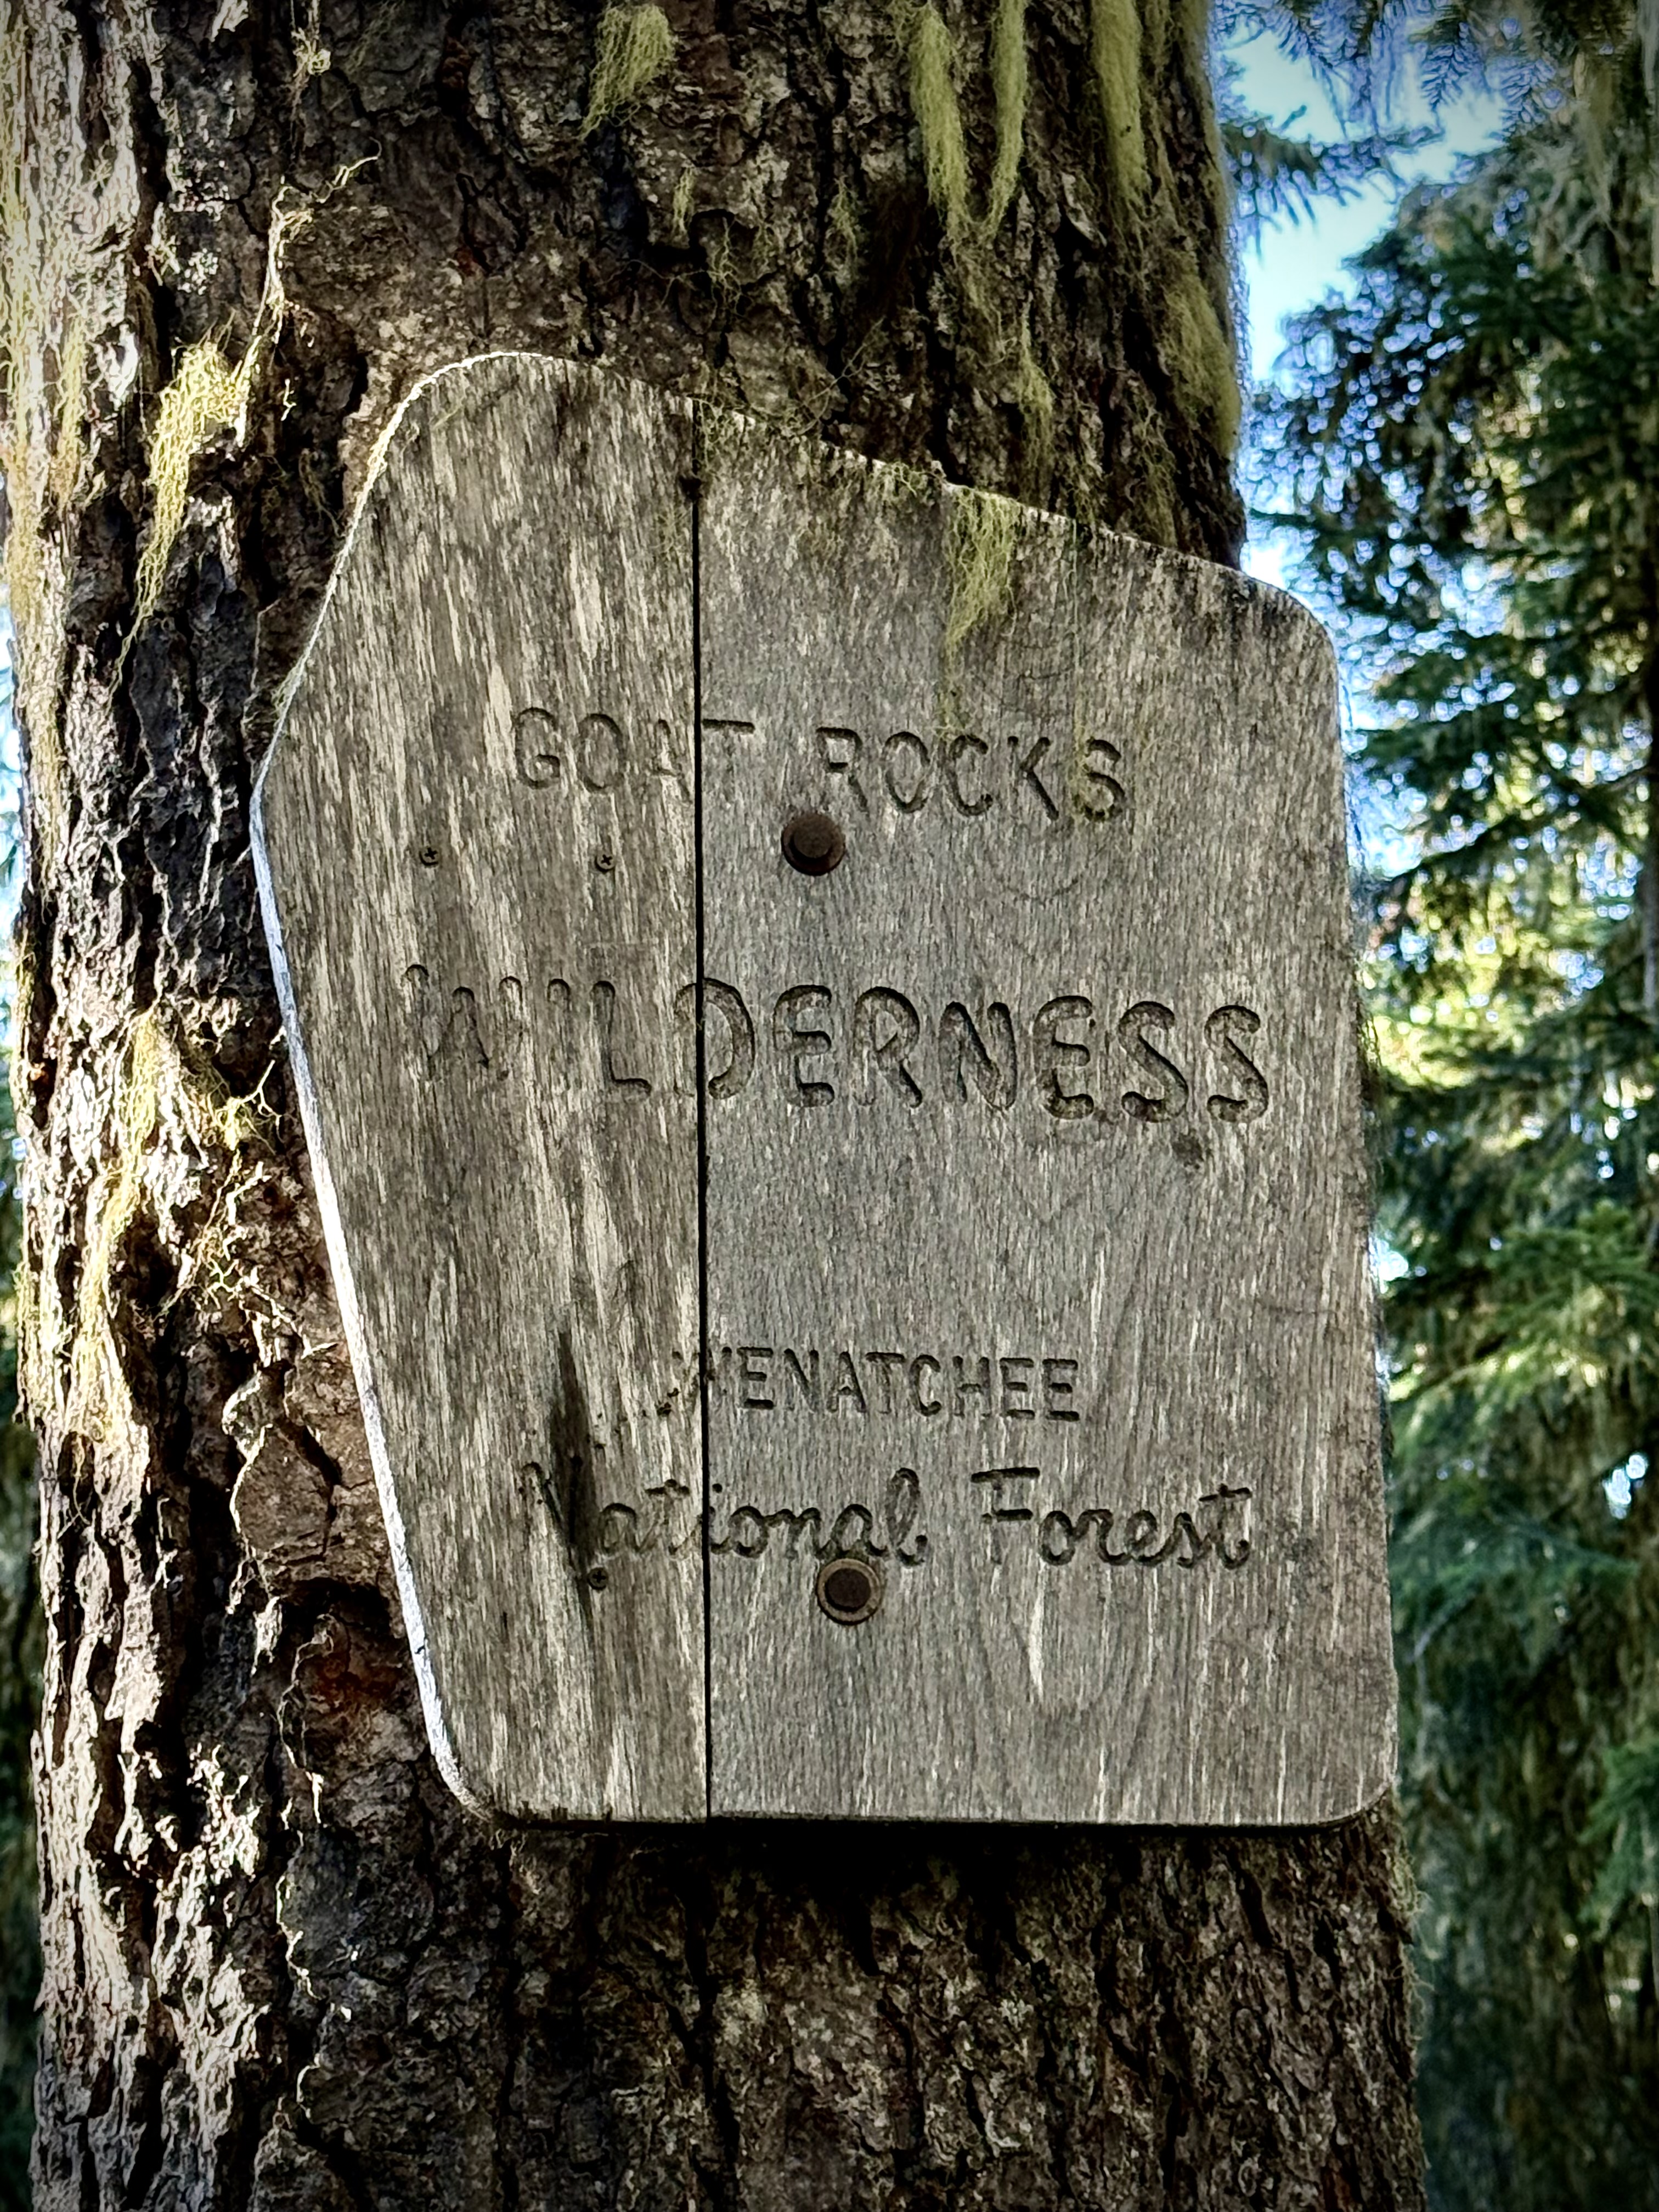 GOAT ROCKS
WILDERNESS
WENATCHEE
National Forest